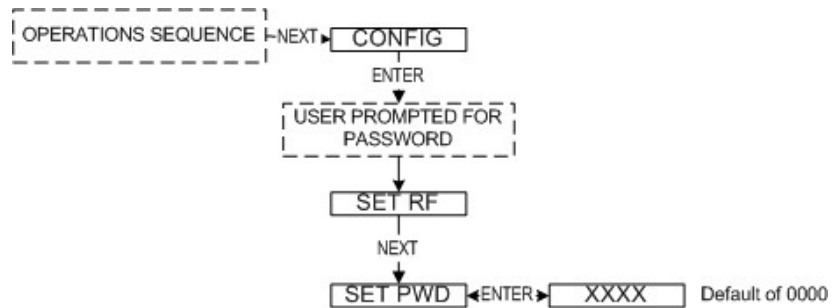 OPERATIONS SEQUENCE NEXT CONFIG
ENTER
USER PROMPTED FOR
PASSWORD
SET RF
NEXT
SET PWD ENTER XXXX Default of 0000